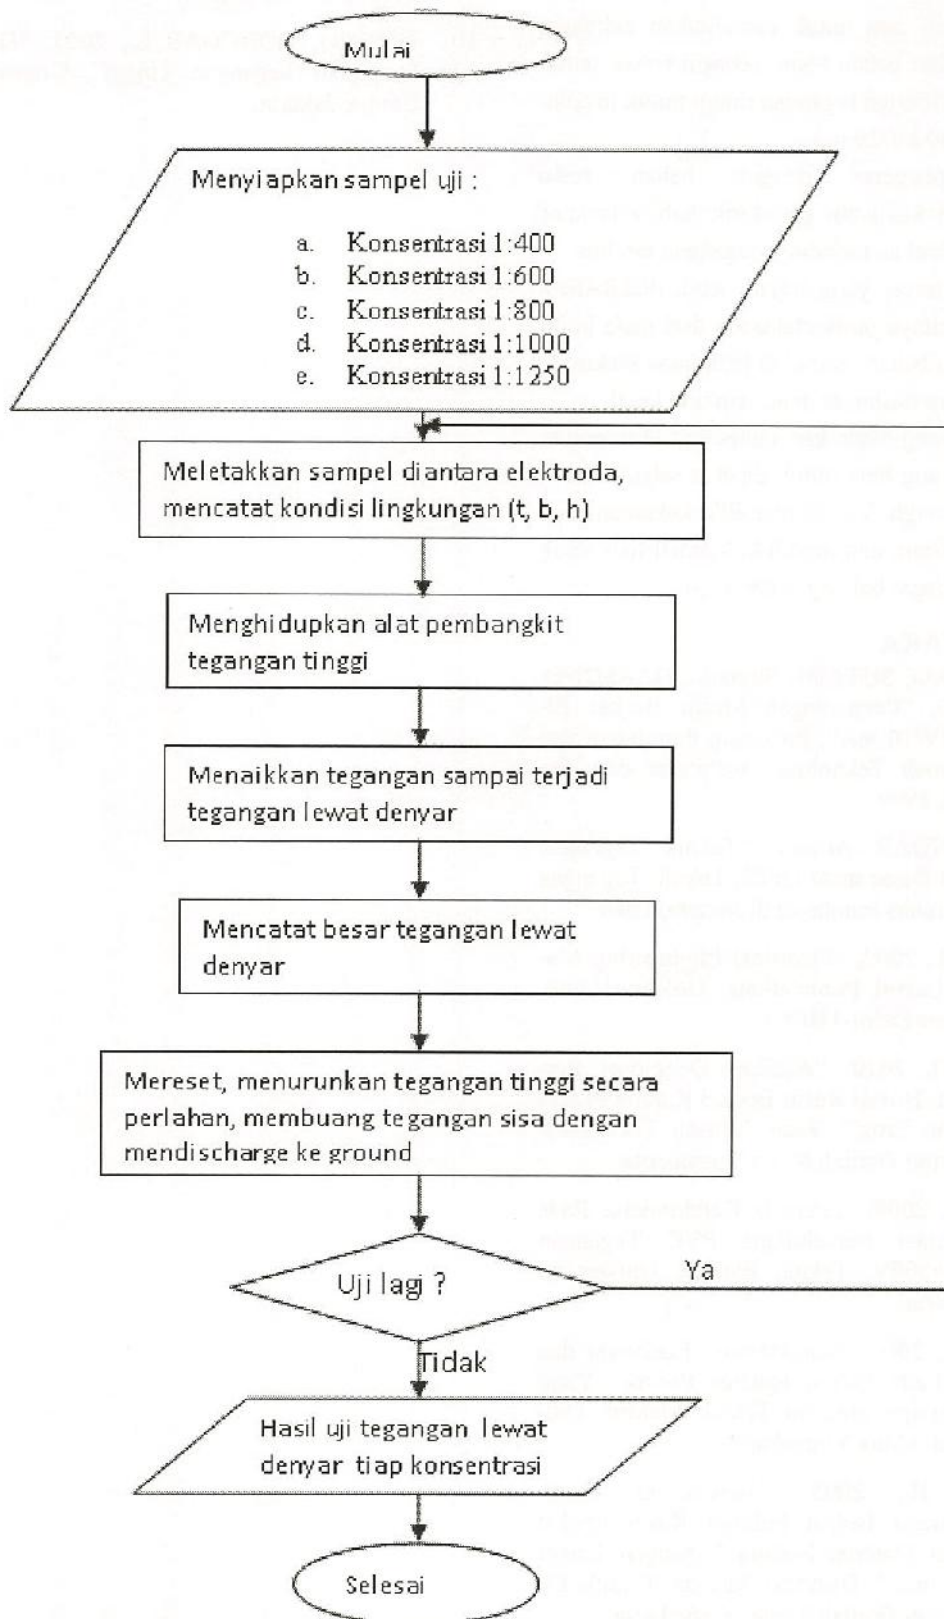 Mulai
Menyiapkan sampel uji :
a. Konsentrasi 1:400
b. Konsentrasi 1:600
c. Konsentrasi 1:800
d. Konsentrasi 1:1000
e. Konsentrasi 1:1250
Meletakkan sampel diantara elektroda,
mencatat kondisi lingkungan (t, b, h)
Menghidupkan alat pembangkit
tegangan tinggi
Menaikkan tegangan sampai terjadi
tegangan lewat denyar
Mencatat besar tegangan lewat
denyar
Mereset, menurunkan tegangan tinggi secara
perlahan, membuang tegangan sisa dengan
mendischarge ke ground
Uji lagi ?
Ya
Tidak
Hasil uji tegangan lewat
denyar tiap konsentrasi
Selesai